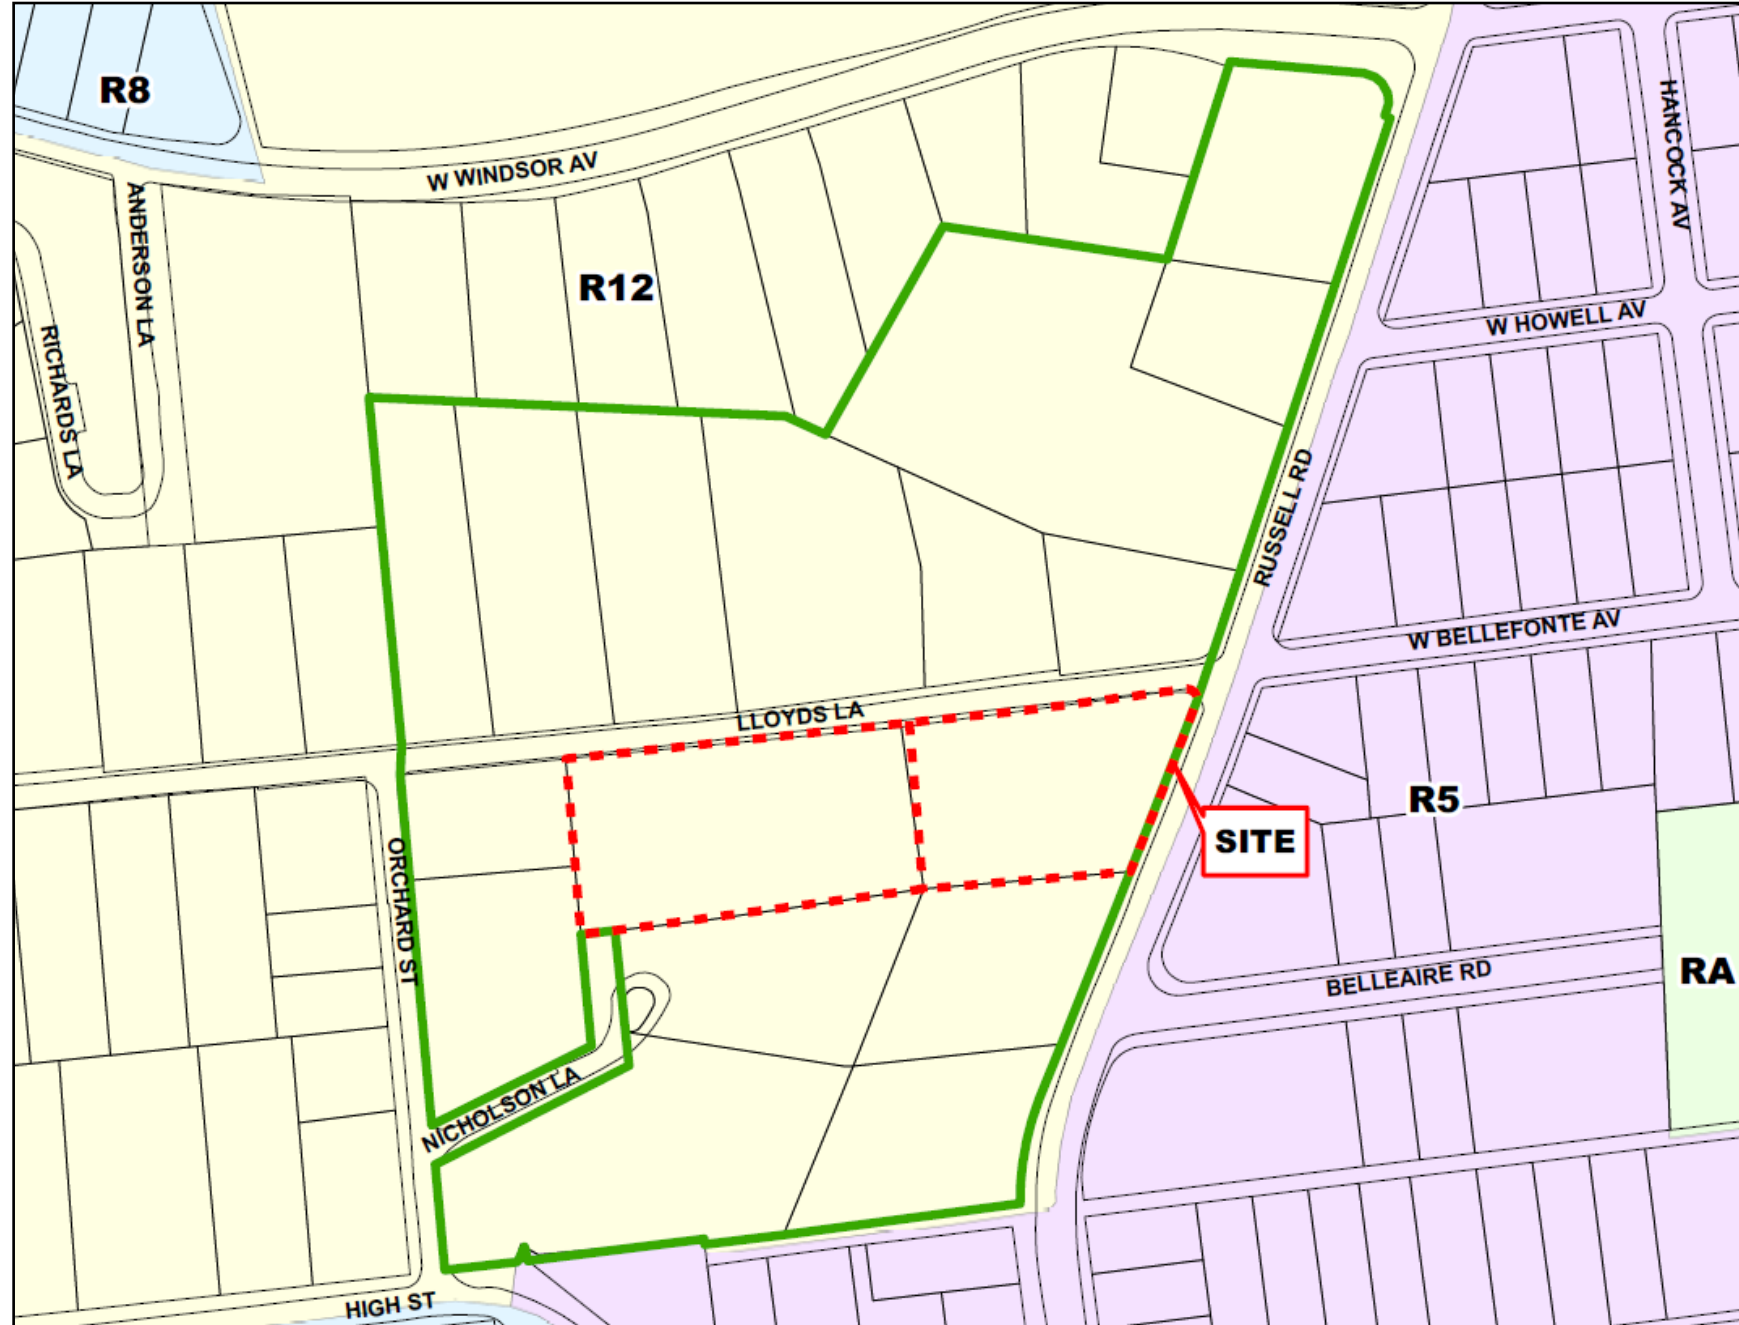 R8
HANCOCK AV
W WINDSOR AV
ANDERSON LA
R12
W HOWELL AV
RICHARDS LA
RUSSELL RD
W BELLEFONTE AV
LLOYDS LA
R5
SITE
ORCHARD ST
BELLEAIRE RD
RA
NICHOLSON LA
HIGH ST